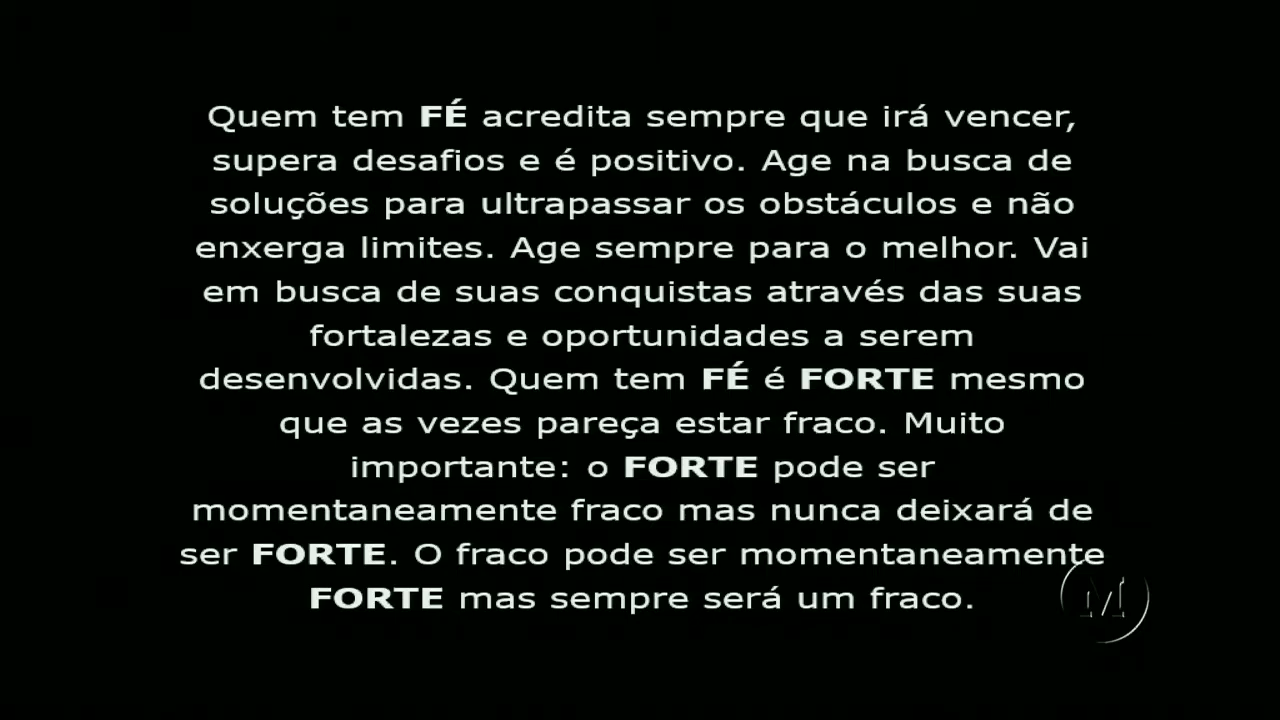 Quem tem FÉ acredita sempre que irá vencer,
supera desafios e é positivo. Age na busca de
soluções para ultrapassar os obstáculos e não
enxerga limites. Age sempre para o melhor. Vai
em busca de suas conquistas através das suas
fortalezas e oportunidades a serem
desenvolvidas. Quem tem FÉ é FORTE mesmo
que as vezes pareça estar fraco. Muito
importante: o FORTE pode ser
momentaneamente fraco mas nunca deixará de
ser FORTE. O fraco pode ser momentaneamente
FORTE mas sempre será um fraco.
M